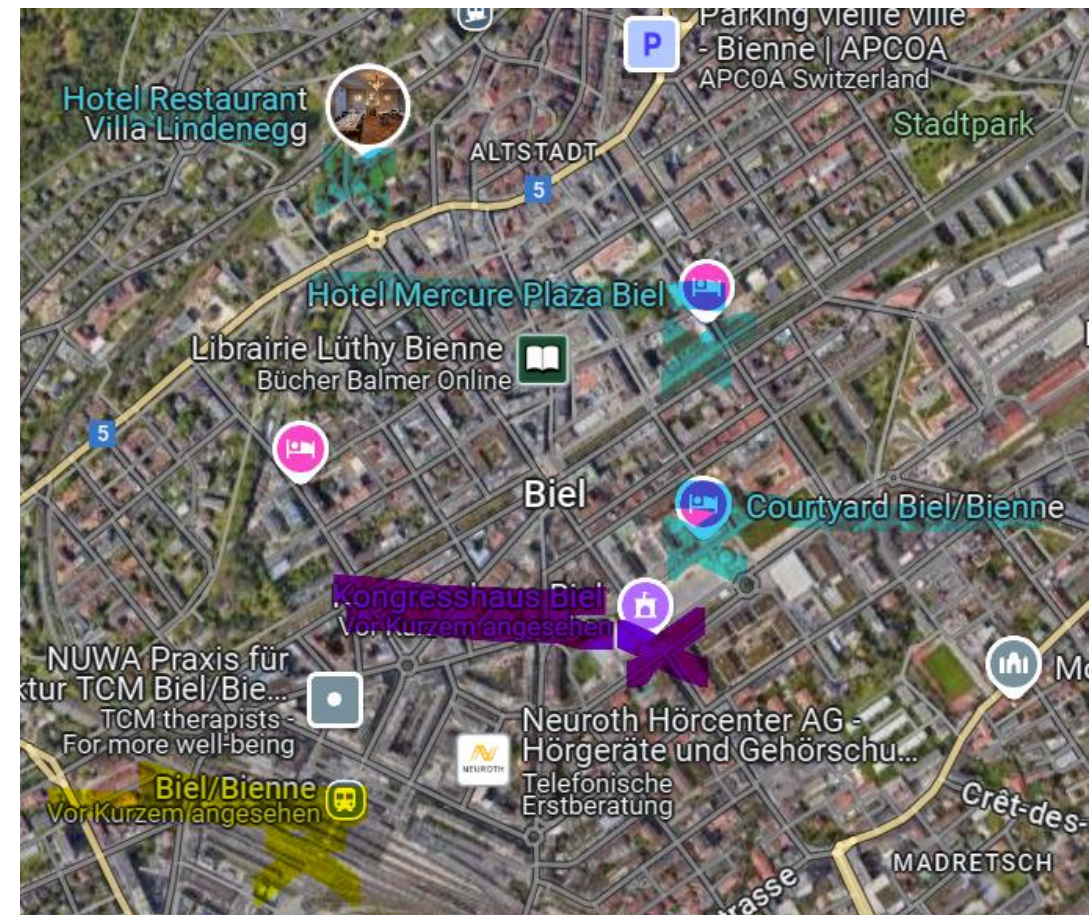 Parking Vieille Ville
- Bienne | APCOA
APCOA Switzerland
P
Hotel Restaurant
Villa Lindenegg
Stadtpark
ALTSTADT
5
Hotel Mercure Plaza Biel
Librairie Lüthy Bienne
Bücher Balmer Online
5
Biel
Courtyard Biel/Bienne
Kongresshaus Biel
Vor Kurzem angesehen
NUWA Praxis für
ktur TCM Biel/Bie...
TCM therapists -
For more well-being
Mo
Neuroth Hörcenter AG -
Hörgeräte und Gehörschu...
Telefonische
Erstberatung
NEUROTH
Biel/Bienne
Vor Kurzem angesehen
Crêt-des-
MADRETSCH
rasse